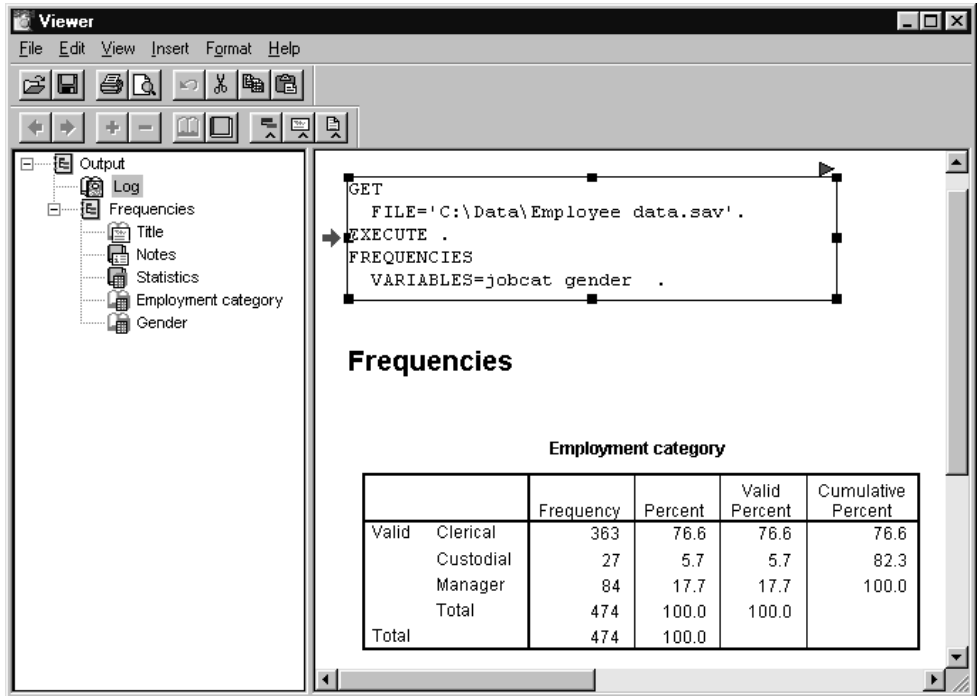 Viewer
File Edit View Insert Format Help
Output
Log
Frequencies
Title
Notes
Statistics
Employment category
Gender
GET
FILE='C:\Data\Employee data.sav'.
EXECUTE .
FREQUENCIES
VARIABLES=jobcat gender .
Frequencies
Employment category
Frequency Percent Valid Percent Cumulative Percent
Valid Clerical 363 76.6 76.6 76.6
Custodial 27 5.7 5.7 82.3
Manager 84 17.7 17.7 100.0
Total 474 100.0 100.0
Total 474 100.0